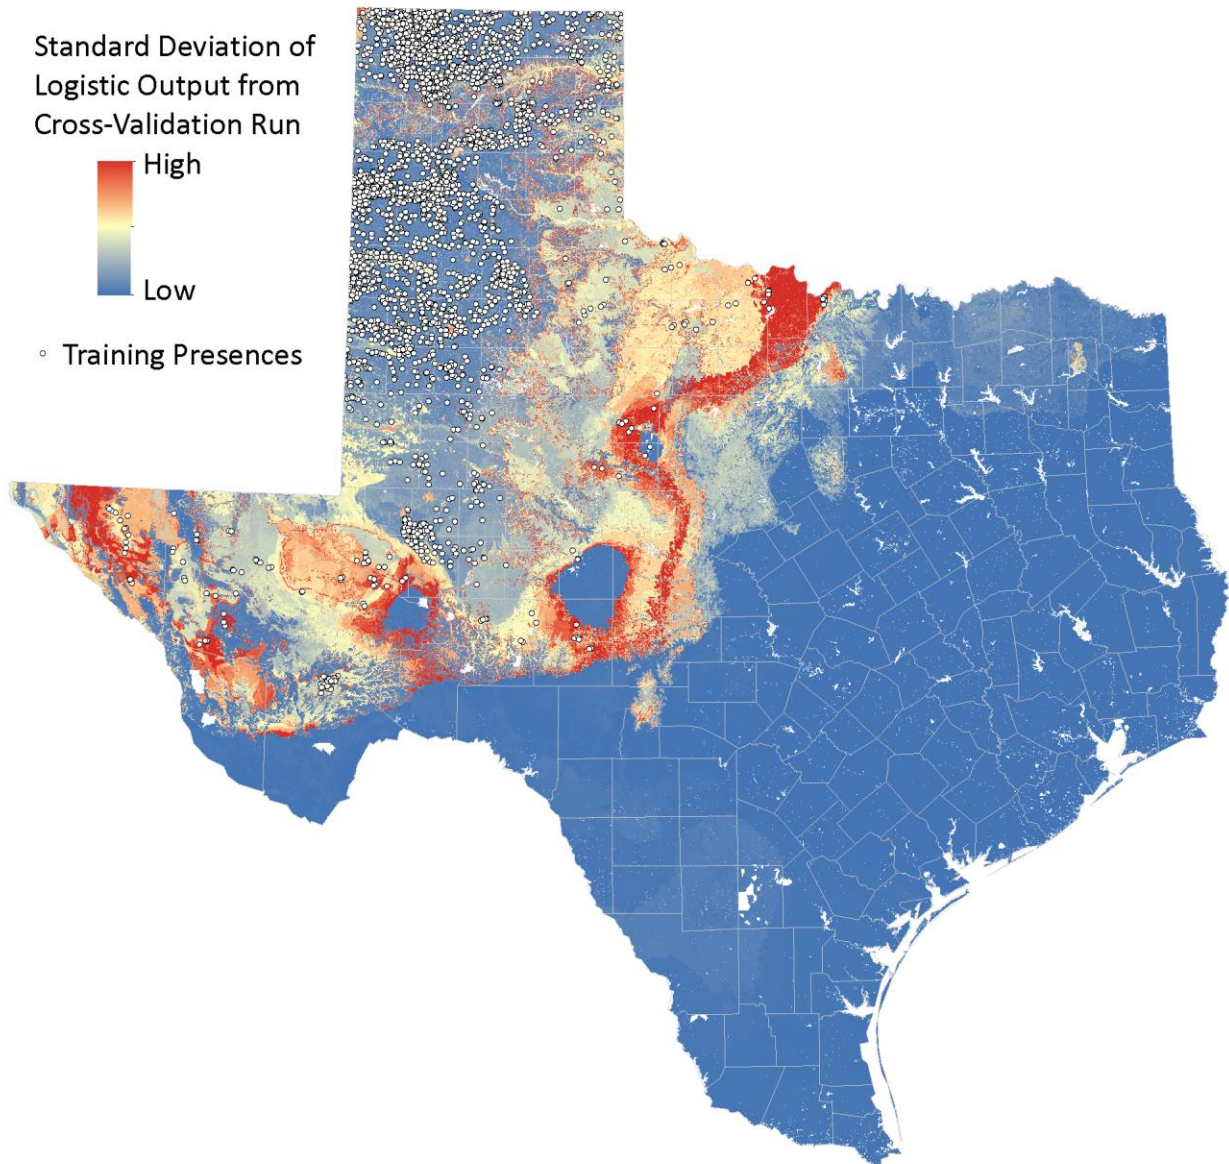 Standard Deviation of
Logistic Output from
Cross-Validation Run
High
Low
Training Presences